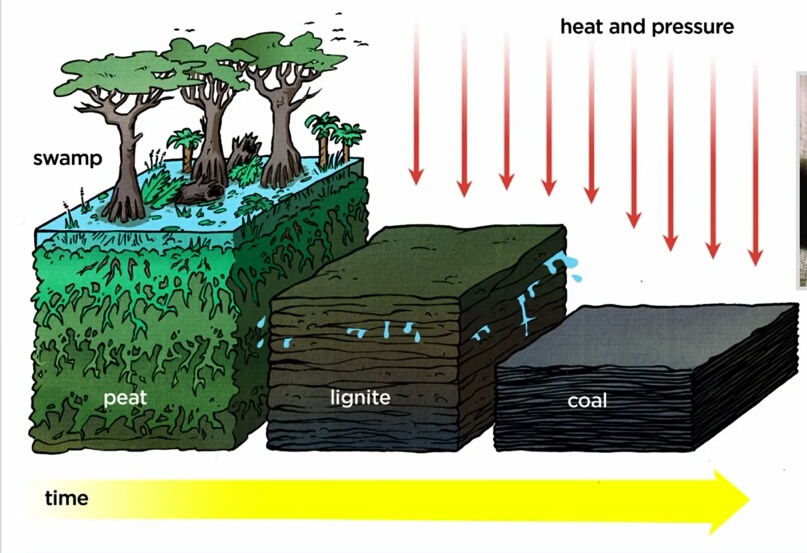 heat and pressure
swamp
peat
lignite
coal
time